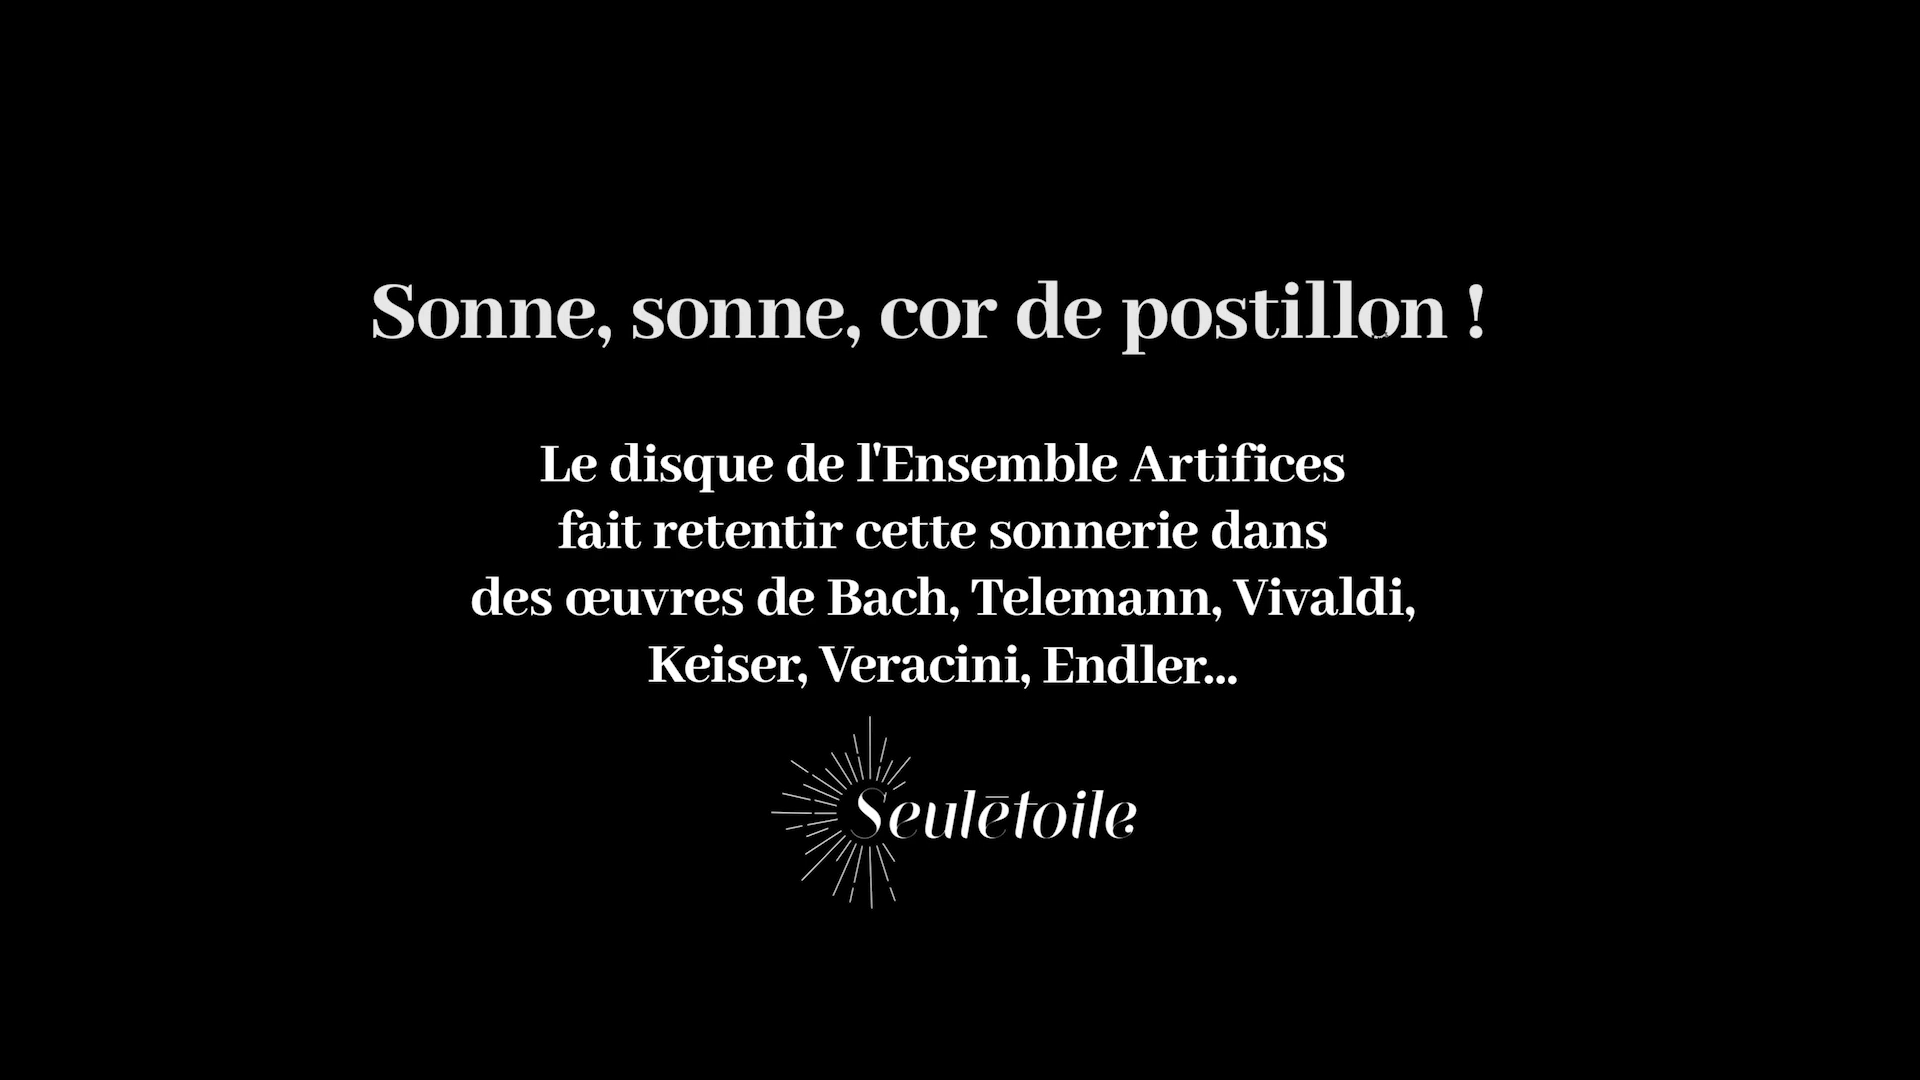 Sonne, sonne, cor de postillon !
Le disque de l'Ensemble Artifices
fait retentir cette sonnerie dans
des œuvres de Bach, Telemann, Vivaldi,
Keiser, Veracini, Endler...
Seulētoile